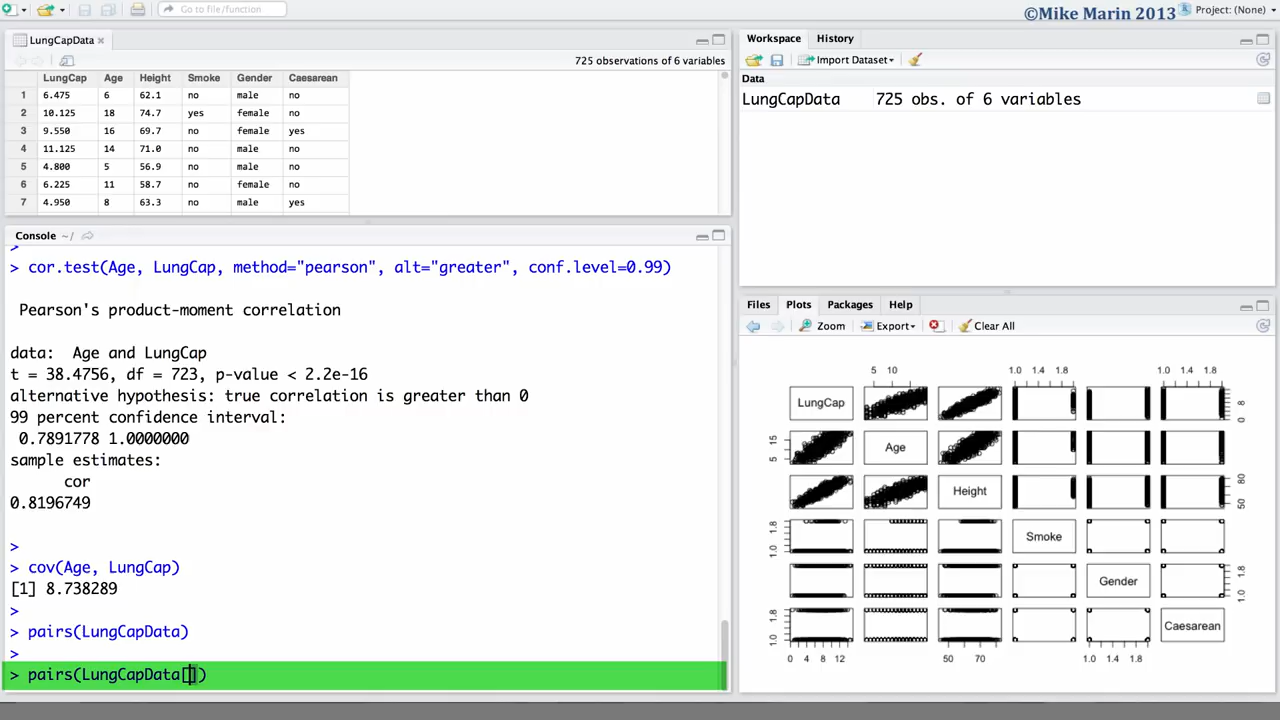 Go to file/function
©Mike Marin 2013
Project: (None)
LungCapData
725 observations of 6 variables
LungCap Age Height Smoke Gender Caesarean
1 6.475 6 62.1 no male no
2 10.125 18 74.7 yes female no
3 9.550 16 69.7 no female yes
4 11.125 14 71.0 no male no
5 4.800 5 56.9 no male no
6 6.225 11 58.7 no female no
7 4.950 8 63.3 no male yes
Console ~/
>
> cor.test(Age, LungCap, method="pearson", alt="greater", conf.level=0.99)
Pearson's product-moment correlation
data: Age and LungCap
t = 38.4756, df = 723, p-value < 2.2e-16
alternative hypothesis: true correlation is greater than 0
99 percent confidence interval:
0.7891778 1.0000000
sample estimates:
cor
0.8196749
>
> cov(Age, LungCap)
[1] 8.738289
>
> pairs(LungCapData)
>
> pairs(LungCapData[])
Workspace History
Import Dataset
Data
LungCapData 725 obs. of 6 variables
Files Plots Packages Help
Zoom Export Clear All
5 10 1.0 1.4 1.8 1.0 1.4 1.8
LungCap 0 8
5 15 Age
Height 50 80
1.0 1.8 Smoke
Gender 1.0 1.8
1.0 1.8 Caesarean
0 4 8 12 50 70 1.0 1.4 1.8